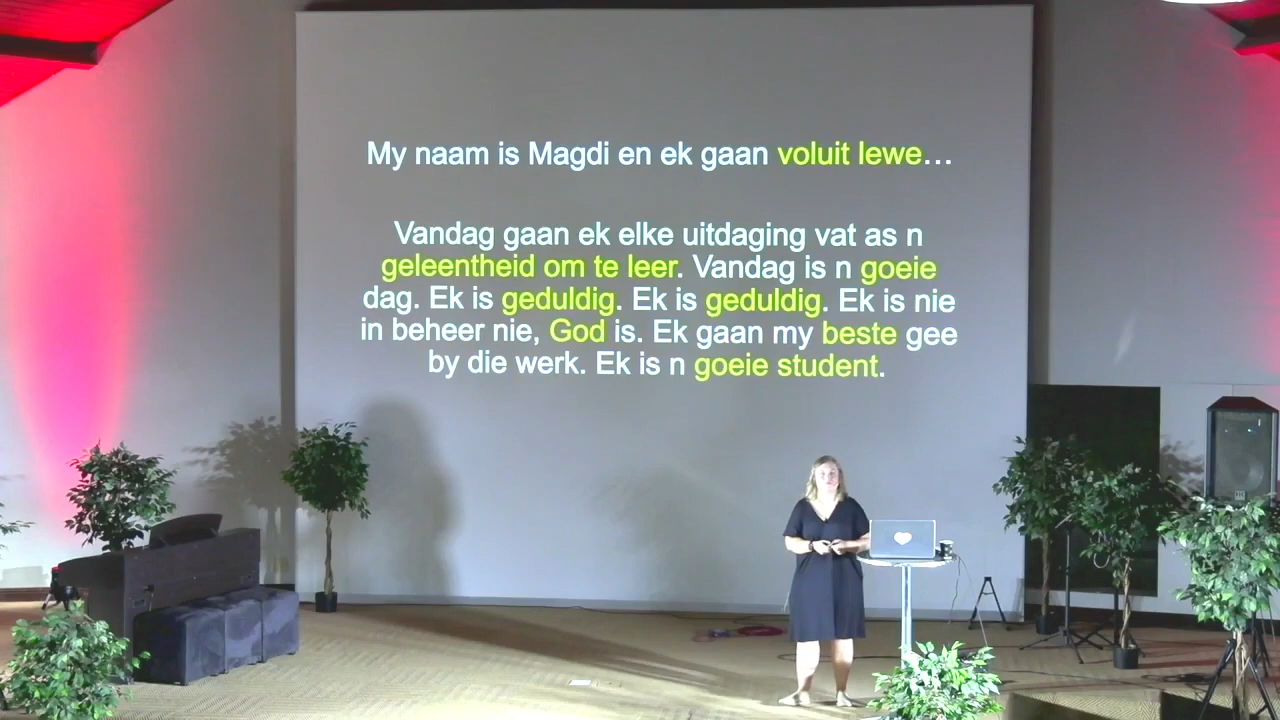 My naam is Magdi en ek gaan voluit lewe…
Vandag gaan ek elke uitdaging vat as n
geleentheid om te leer. Vandag is n goeie
dag. Ek is geduldig. Ek is geduldig. Ek is nie
in beheer nie, God is. Ek gaan my beste gee
by die werk. Ek is n goeie student.